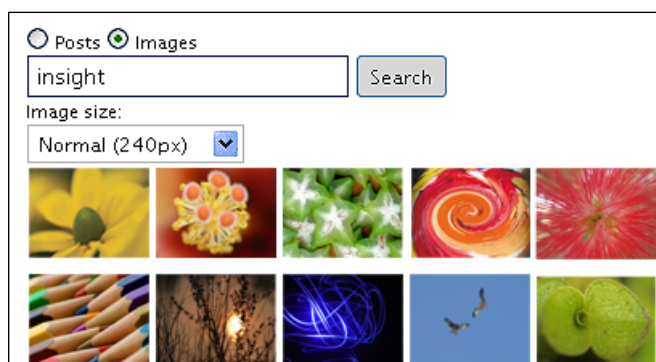 Posts Images
insight Search
Image size:
Normal (240px)